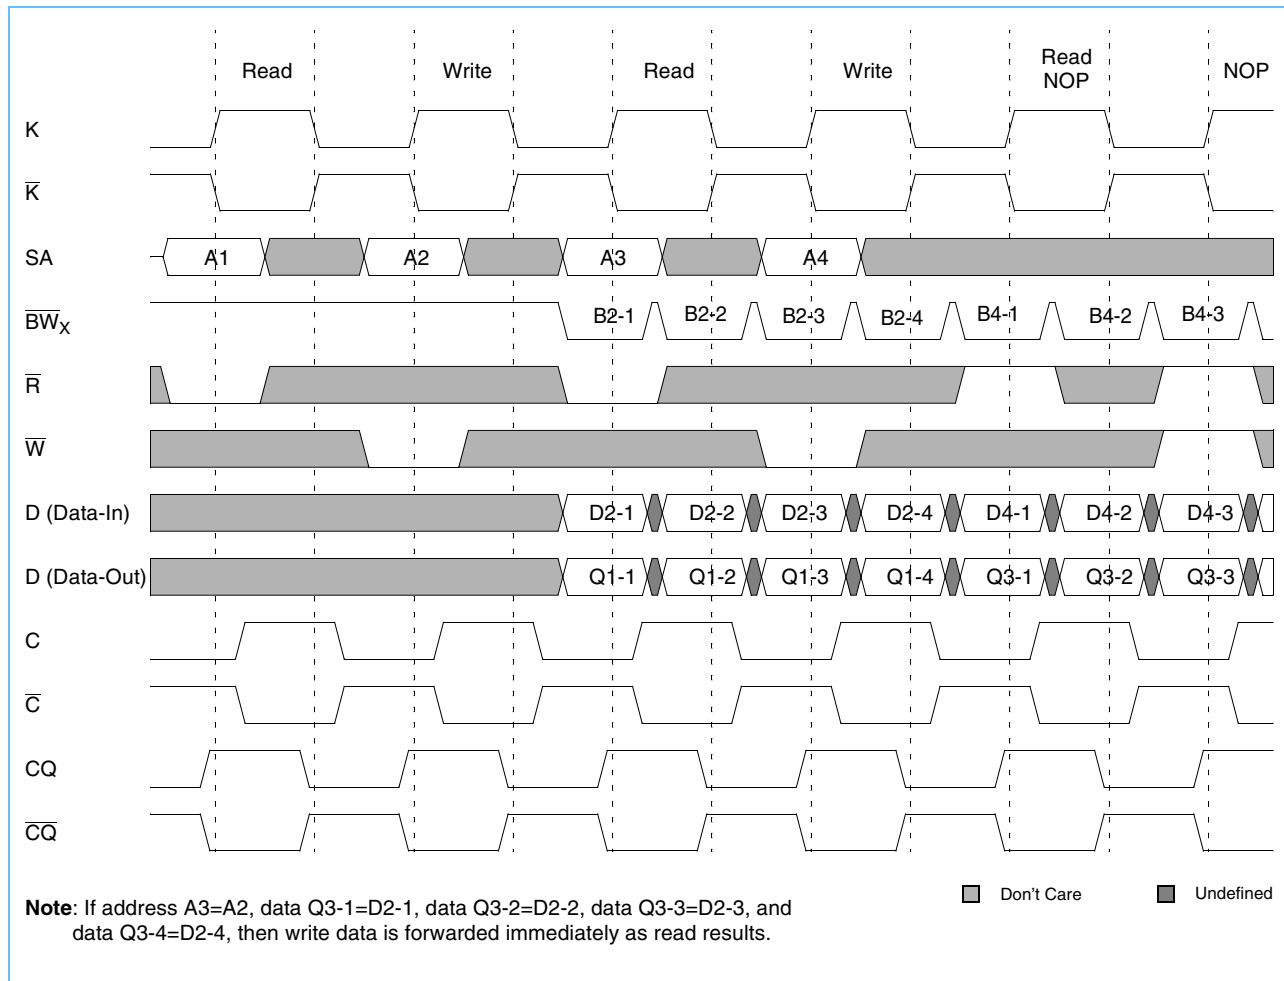 Read Write Read Write Read NOP NOP
K
K̅
SA A1 A2 A3 A4
B̅W̅X B2-1 B2-2 B2-3 B2-4 B4-1 B4-2 B4-3
R̅
W̅
D (Data-In) D2-1 D2-2 D2-3 D2-4 D4-1 D4-2 D4-3
D (Data-Out) Q1-1 Q1-2 Q1-3 Q1-4 Q3-1 Q3-2 Q3-3
C
C̅
CQ
C̅Q̅
Don't Care Undefined
Note: If address A3=A2, data Q3-1=D2-1, data Q3-2=D2-2, data Q3-3=D2-3, and
data Q3-4=D2-4, then write data is forwarded immediately as read results.